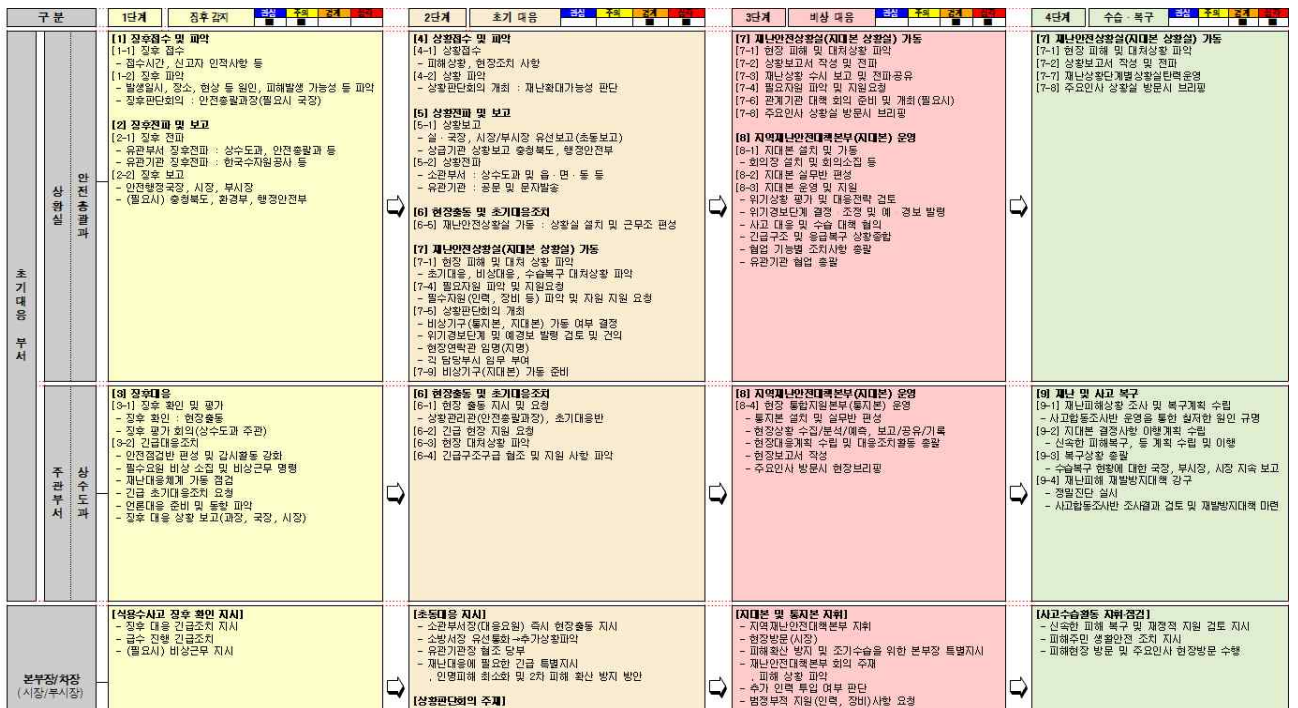 구 분
1단계 징후 감지 관심 주의 경계 심각
2단계 초기 대응 관심 주의 경계 심각
3단계 비상 대응 관심 주의 경계 심각
4단계 수습·복구 관심 주의 경계 심각
초기대응 부서
상황실
안전총괄과
[1] 징후접수 및 파악
[1-1] 징후 접수
- 접수시간, 신고자 인적사항 등
[1-2] 징후 파악
- 발생일시, 장소, 현상 등 원인, 피해발생 가능성 등 파악
- 징후판단회의 : 안전총괄과장(필요시 국장)
[2] 징후전파 및 보고
[2-1] 징후 전파
- 유관부서 징후전파 : 상수도과, 안전총괄과 등
- 유관기관 징후전파 : 한국수자원공사 등
[2-2] 징후 보고
- 안전행정국장, 시장, 부시장
- (필요시) 충청북도, 환경부, 행정안전부
[4] 상황접수 및 파악
[4-1] 상황접수
- 피해상황, 현장조치 사항
[4-2] 상황 파악
- 상황판단회의 개최 : 재난확대가능성 판단
[5] 상황전파 및 보고
[5-1] 상황보고
- 실·국장, 시장/부시장 유선보고(초동보고)
- 상급기관 상황보고 충청북도, 행정안전부
[5-2] 상황전파
- 소관부서 : 상수도과 및 읍·면·동 등
- 유관기관 : 공문 및 문자발송
[6] 현장출동 및 초기대응조치
[6-5] 재난안전상황실 가동 : 상황실 설치 및 근무조 편성
[7] 재난안전상황실(지대본 상황실) 가동
[7-1] 현장 피해 및 대처 상황 파악
- 초기대응, 비상대응, 수습복구 대처상황 파악
[7-4] 필요자원 파악 및 지원요청
- 필수자원(인력, 장비 등) 파악 및 자원 지원 요청
[7-5] 상황판단회의 개최
- 비상기구(통지본, 지대본) 가동 여부 결정
- 위기경보단계 및 예경보 발령 검토 및 건의
- 현장연락관 임명(지명)
- 각 담당부서 임무 부여
[7-9] 비상기구(지대본) 가동 준비
[7] 재난안전상황실(지대본 상황실) 가동
[7-1] 현장 피해 및 대처상황 파악
[7-2] 상황보고서 작성 및 전파
[7-3] 재난상황 수시 보고 및 전파·공유
[7-4] 필요자원 파악 및 지원요청
[7-6] 관계기관 대책 회의 준비 및 개최(필요시)
[7-8] 주요인사 상황실 방문시 브리핑
[8] 지역재난안전대책본부(지대본) 운영
[8-1] 지대본 설치 및 가동
- 회의장 설치 및 회의소집 등
[8-2] 지대본 실무반 편성
[8-3] 지대본 운영 및 지원
- 위기상황 평가 및 대응전략 검토
- 위기경보단계 결정·조정 및 예·경보 발령
- 사고 대응 및 수습 대책 협의
- 긴급구조 및 응급복구 상황종합
- 협업 기능별 조치사항 총괄
- 유관기관 협업 총괄
[7] 재난안전상황실(지대본 상황실) 가동
[7-1] 현장 피해 및 대처상황 파악
[7-2] 상황보고서 작성 및 전파
[7-7] 재난상황단계별상황실탄력운영
[7-8] 주요인사 상황실 방문시 브리핑
주관부서
상수도과
[3] 징후대응
[3-1] 징후 확인 및 평가
- 징후 확인 : 현장출동
- 징후 평가 회의(상수도과 주관)
[3-2] 긴급대응조치
- 안전점검반 편성 및 감시활동 강화
- 필수요원 비상 소집 및 비상근무 명령
- 재난대응체계 가동 점검
- 긴급 초기대응조치 요청
- 언론대응 준비 및 동향 파악
- 징후 대응 상황 보고(과장, 국장, 시장)
[6] 현장출동 및 초기대응조치
[6-1] 현장 출동 지시 및 요청
- 상황관리관(안전총괄과장), 초기대응반
[6-2] 긴급 현장 지원 요청
[6-3] 현장 대처상황 파악
[6-4] 긴급구조구급 협조 및 지원 사항 파악
[8] 지역재난안전대책본부(지대본) 운영
[8-4] 현장 통합지원본부(통지본) 운영
- 통지본 설치 및 실무반 편성
- 현장상황 수집/분석/예측, 보고/공유/기록
- 현장대응계획 수립 및 대응조치활동 총괄
- 현장보고서 작성
- 주요인사 방문시 현장브리핑
[9] 재난 및 사고 복구
[9-1] 재난피해상황 조사 및 복구계획 수립
- 사고합동조사반 운영을 통한 철저한 원인 규명
[9-2] 지대본 결정사항 이행계획 수립
- 신속한 피해복구, 등 계획 수립 및 이행
[9-3] 복구상황 총괄
- 수습복구 현황에 대한 국장, 부시장, 시장 지속 보고
[9-4] 재난피해 재발방지대책 강구
- 정밀진단 실시
- 사고합동조사반 조사결과 검토 및 재발방지대책 마련
본부장/차장
(시장/부시장)
[식용수사고 징후 확인 지시]
- 징후 대응 긴급조치 지시
- 급수 진행 긴급조치
- (필요시) 비상근무 지시
[초동대응 지시]
- 소관부서장(대응요원) 즉시 현장출동 지시
- 소방서장 유선통화→추가상황파악
- 유관기관장 협조 당부
- 재난대응에 필요한 긴급 특별지시
. 인명피해 최소화 및 2차 피해 확산 방지 방안
[상황판단회의 주재]
[지대본 및 통지본 지휘]
- 지역재난안전대책본부 지휘
- 현장방문(시장)
- 피해확산 방지 및 조기수습을 위한 본부장 특별지시
- 재난안전대책본부 회의 주재
. 피해 상황 파악
- 추가 인력 투입 여부 판단
- 범정부적 지원(인력, 장비)사항 요청
[사고수습활동 지휘·점검]
- 신속한 피해 복구 및 재정적 지원 검토 지시
- 피해주민 생활안전 조치 지시
- 피해현장 방문 및 주요인사 현장방문 수행